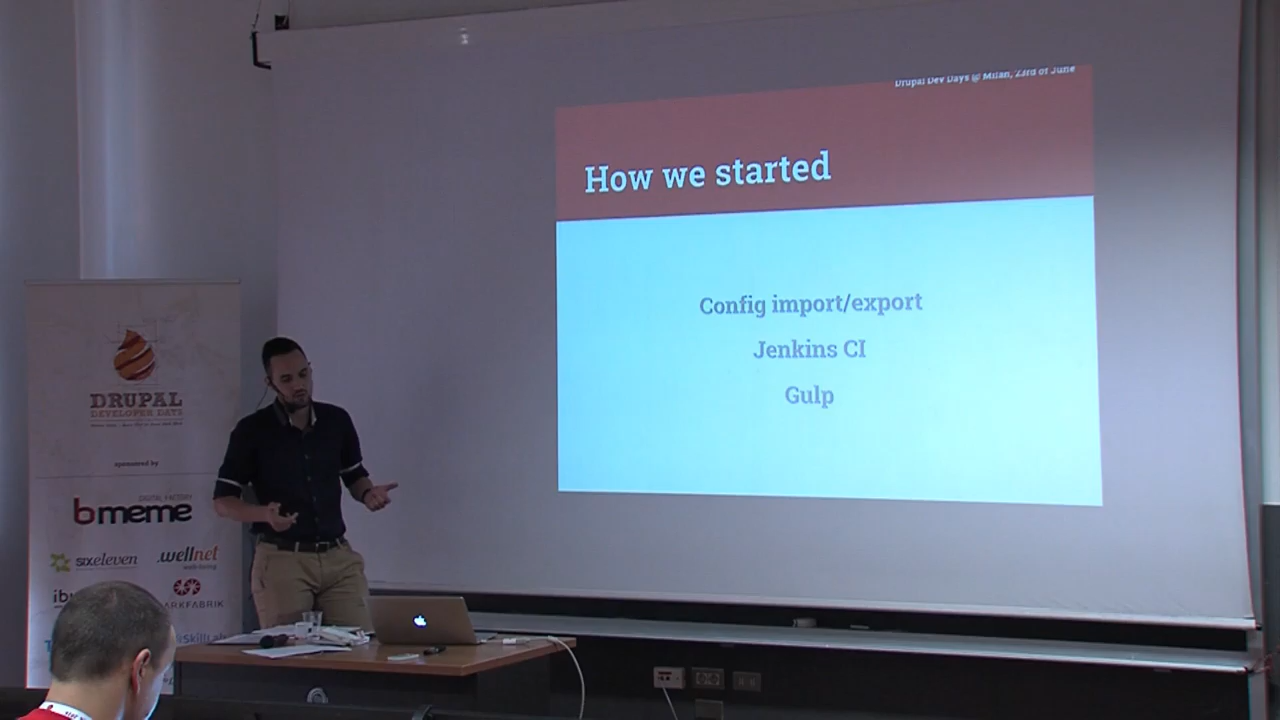 Drupal Dev Days @ Milan, 23rd of June
How we started
Config import/export
Jenkins CI
Gulp
DRUPAL
DEVELOPER DAYS
sponsored by
DIGITAL FACTORY
bmeme
sixeleven
.wellnet